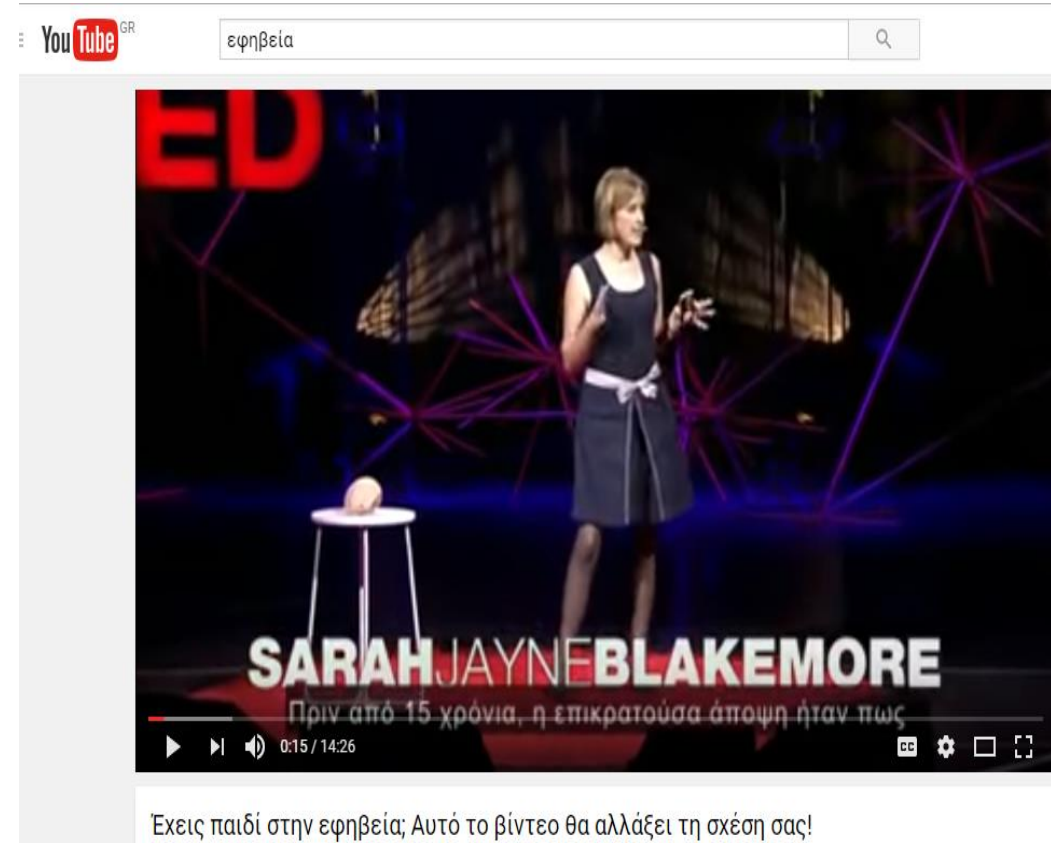 YouTube GR
εφηβεία
ED
SARAHJAYNEBLAKEMORE
Πριν από 15 χρόνια, η επικρατούσα άποψη ήταν πως
0:15 / 14:26
CC
Έχεις παιδί στην εφηβεία; Αυτό το βίντεο θα αλλάξει τη σχέση σας!